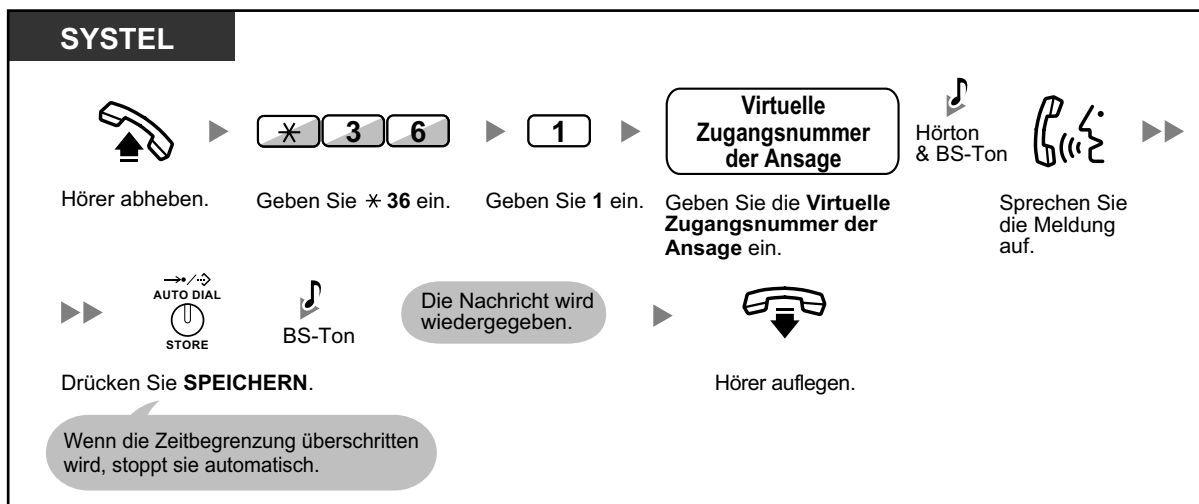 SYSTEL
* 3 6
1
Virtuelle
Zugangsnummer
der Ansage
Hörton
& BS-Ton
Hörer abheben.
Geben Sie * 36 ein.
Geben Sie 1 ein.
Geben Sie die Virtuelle
Zugangsnummer der
Ansage ein.
Sprechen Sie
die Meldung
auf.
AUTO DIAL
STORE
BS-Ton
Die Nachricht wird
wiedergegeben.
Drücken Sie SPEICHERN.
Hörer auflegen.
Wenn die Zeitbegrenzung überschritten
wird, stoppt sie automatisch.